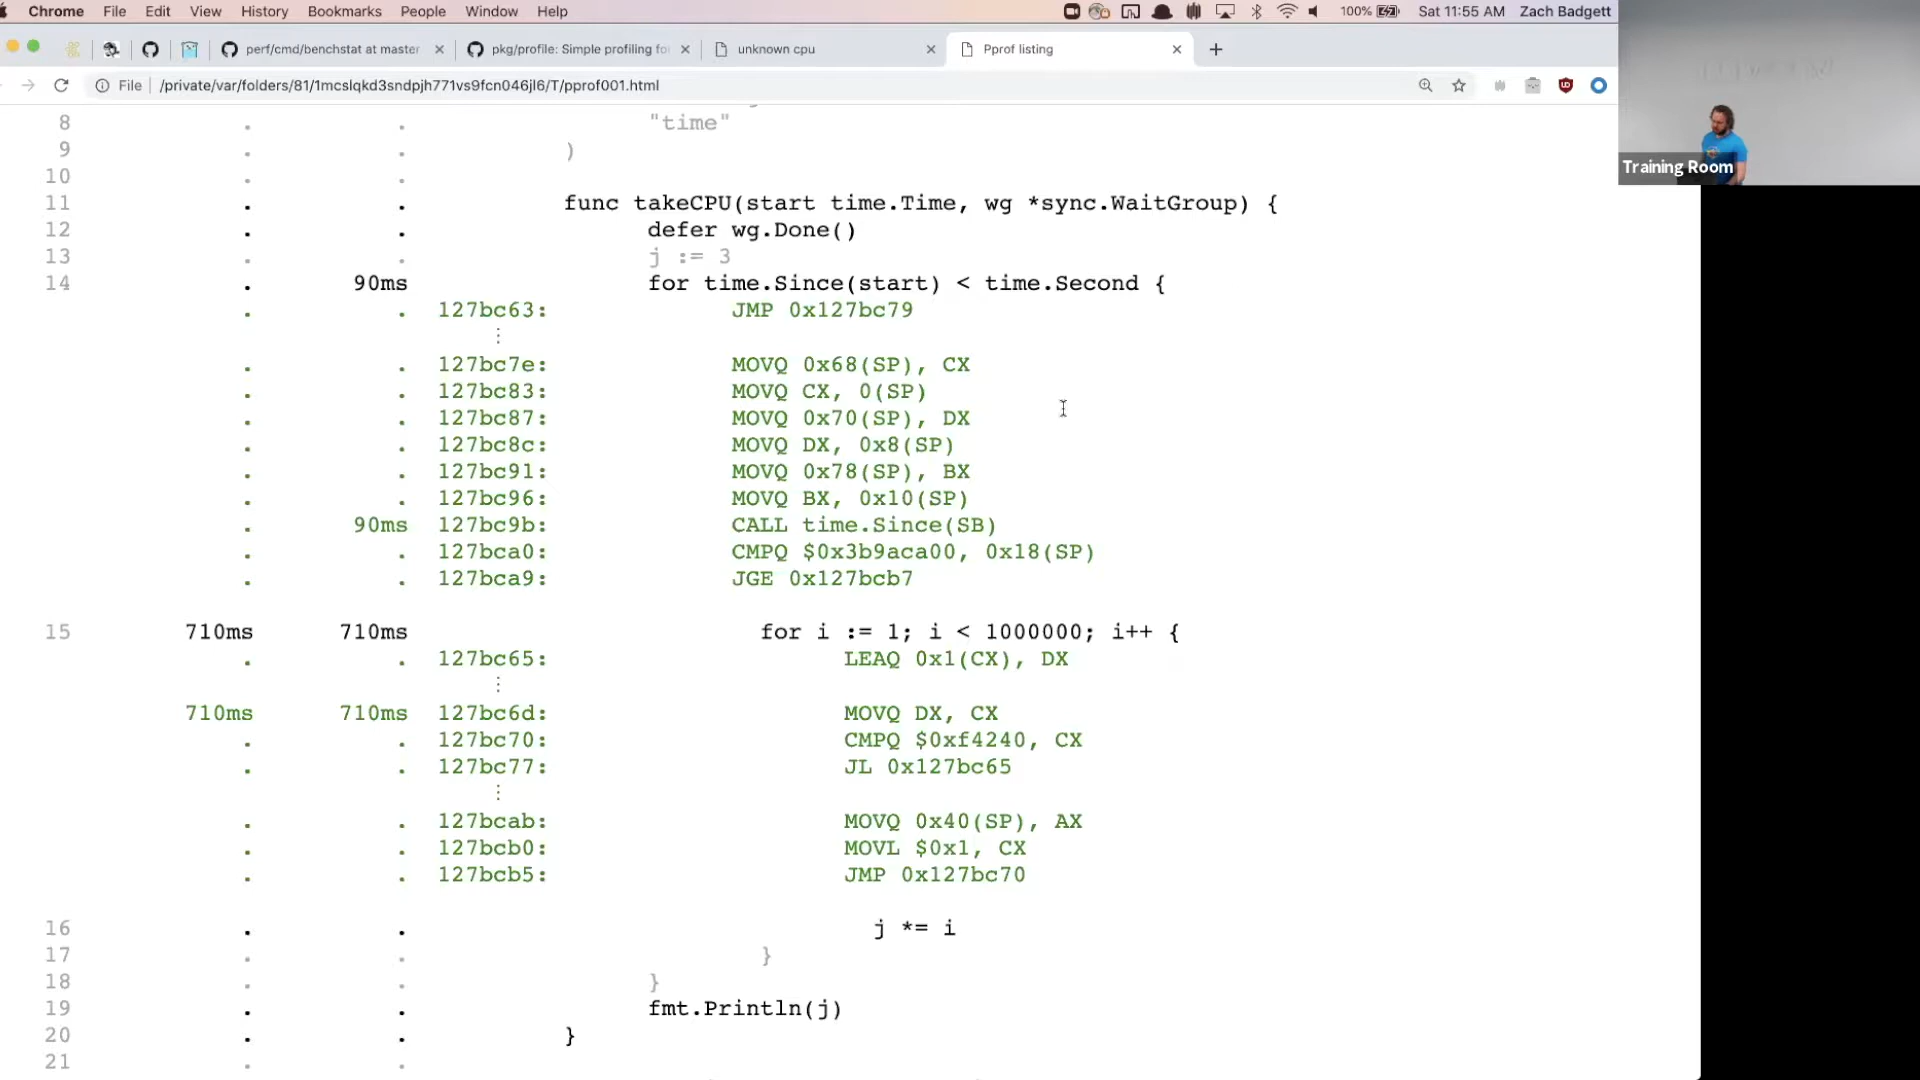 Chrome File Edit View History Bookmarks People Window Help 100% Sat 11:55 AM Zach Badgett
perf/cmd/benchstat at master × pkg/profile: Simple profiling fo × unknown cpu × Pprof listing × +
File /private/var/folders/81/1mcslqkd3sndpjh771vs9fcn046jl6/T/pprof001.html
Training Room
8 . . "time"
9 . . )
10 . .
11 . . func takeCPU(start time.Time, wg *sync.WaitGroup) {
12 . . defer wg.Done()
13 . . j := 3
14 . 90ms for time.Since(start) < time.Second {
. . 127bc63: JMP 0x127bc79
⋮
. . 127bc7e: MOVQ 0x68(SP), CX
. . 127bc83: MOVQ CX, 0(SP)
. . 127bc87: MOVQ 0x70(SP), DX
. . 127bc8c: MOVQ DX, 0x8(SP)
. . 127bc91: MOVQ 0x78(SP), BX
. . 127bc96: MOVQ BX, 0x10(SP)
. 90ms 127bc9b: CALL time.Since(SB)
. . 127bca0: CMPQ $0x3b9aca00, 0x18(SP)
. . 127bca9: JGE 0x127bcb7
15 710ms 710ms for i := 1; i < 1000000; i++ {
. . 127bc65: LEAQ 0x1(CX), DX
⋮
710ms 710ms 127bc6d: MOVQ DX, CX
. . 127bc70: CMPQ $0xf4240, CX
. . 127bc77: JL 0x127bc65
⋮
. . 127bcab: MOVQ 0x40(SP), AX
. . 127bcb0: MOVL $0x1, CX
. . 127bcb5: JMP 0x127bc70
16 . . j *= i
17 . . }
18 . . }
19 . . fmt.Println(j)
20 . . }
21 . .